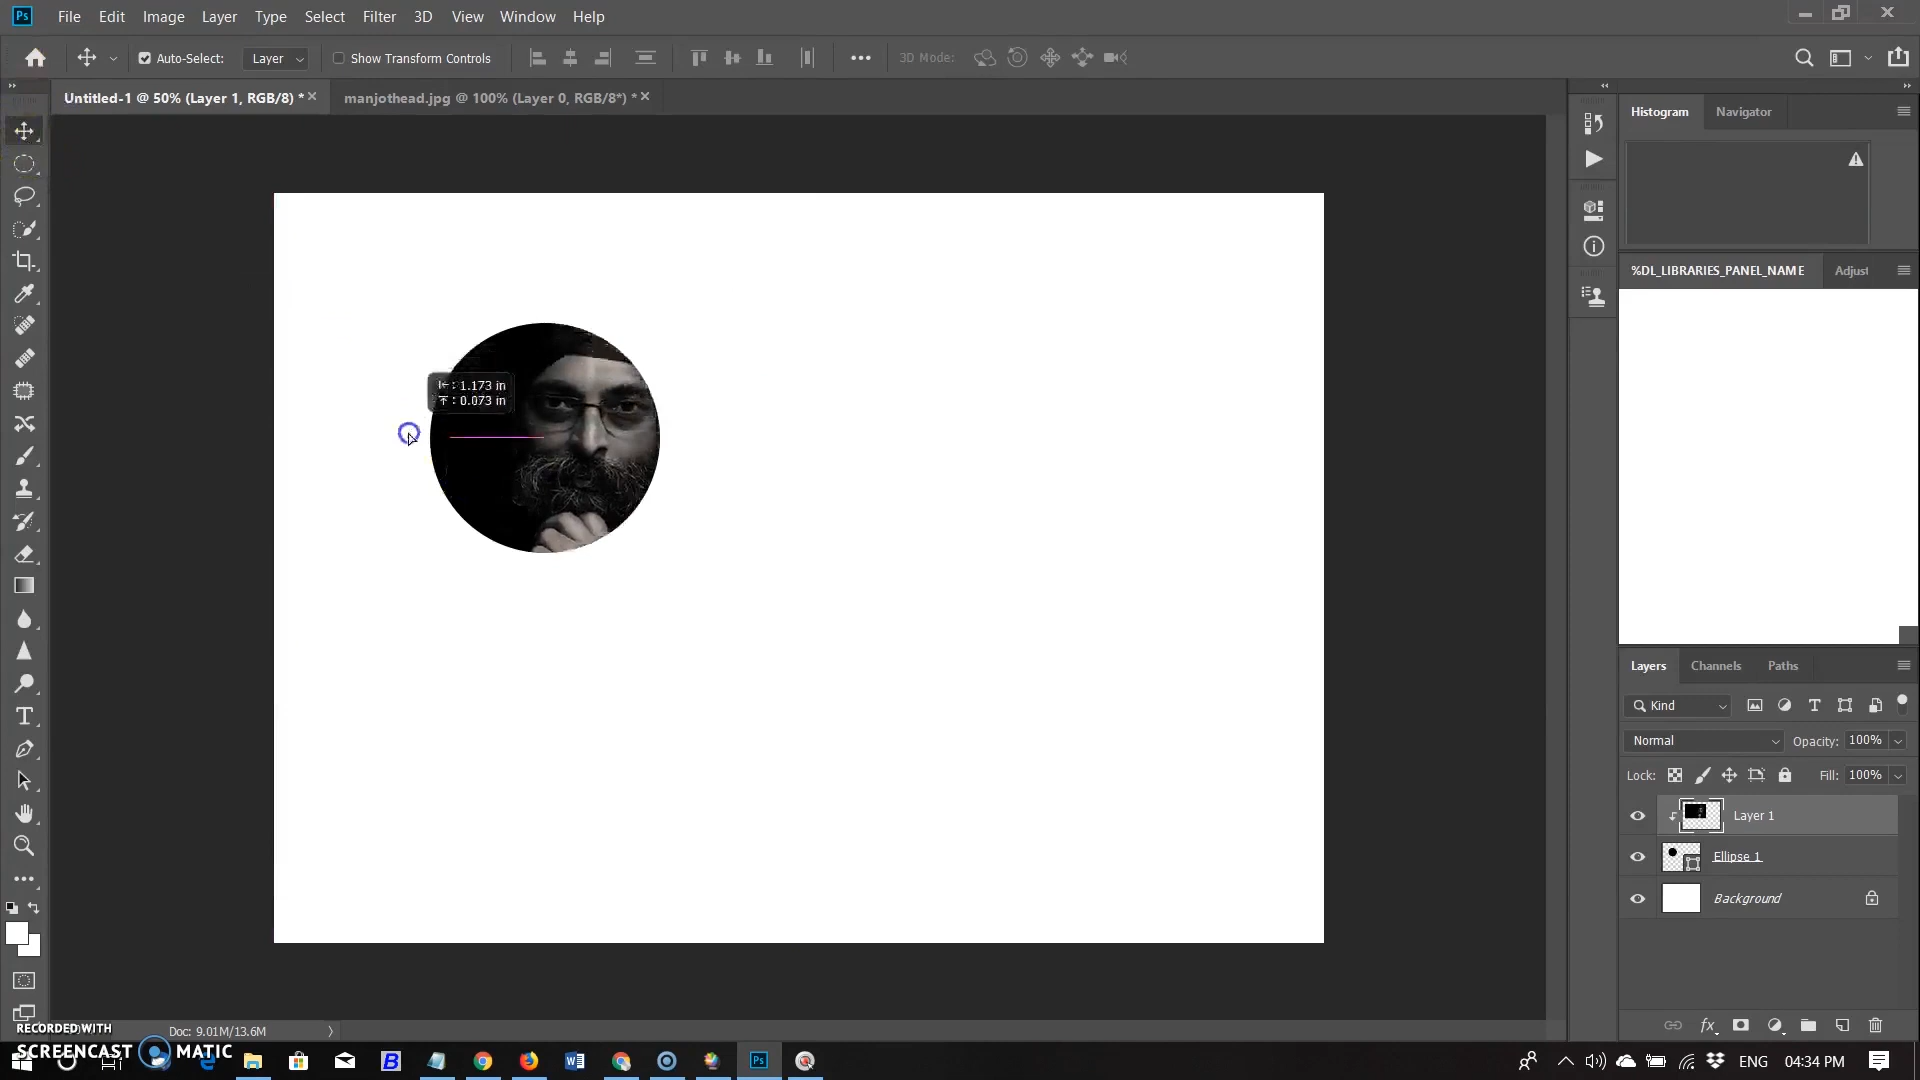 Ps File Edit Image Layer Type Select Filter 3D View Window Help
Auto-Select: Layer Show Transform Controls 3D Mode:
Untitled-1 @ 50% (Layer 1, RGB/8) * manjothead.jpg @ 100% (Layer 0, RGB/8*) *
Histogram Navigator
%DL_LIBRARIES_PANEL_NAME Adjust
: 1.173 in
: 0.073 in
Layers Channels Paths
Kind
Normal Opacity: 100%
Lock: Fill: 100%
Layer 1
Ellipse 1
Background
fx
Doc: 9.01M/13.6M
RECORDED WITH
SCREENCAST MATIC
Ps
ENG 04:34 PM